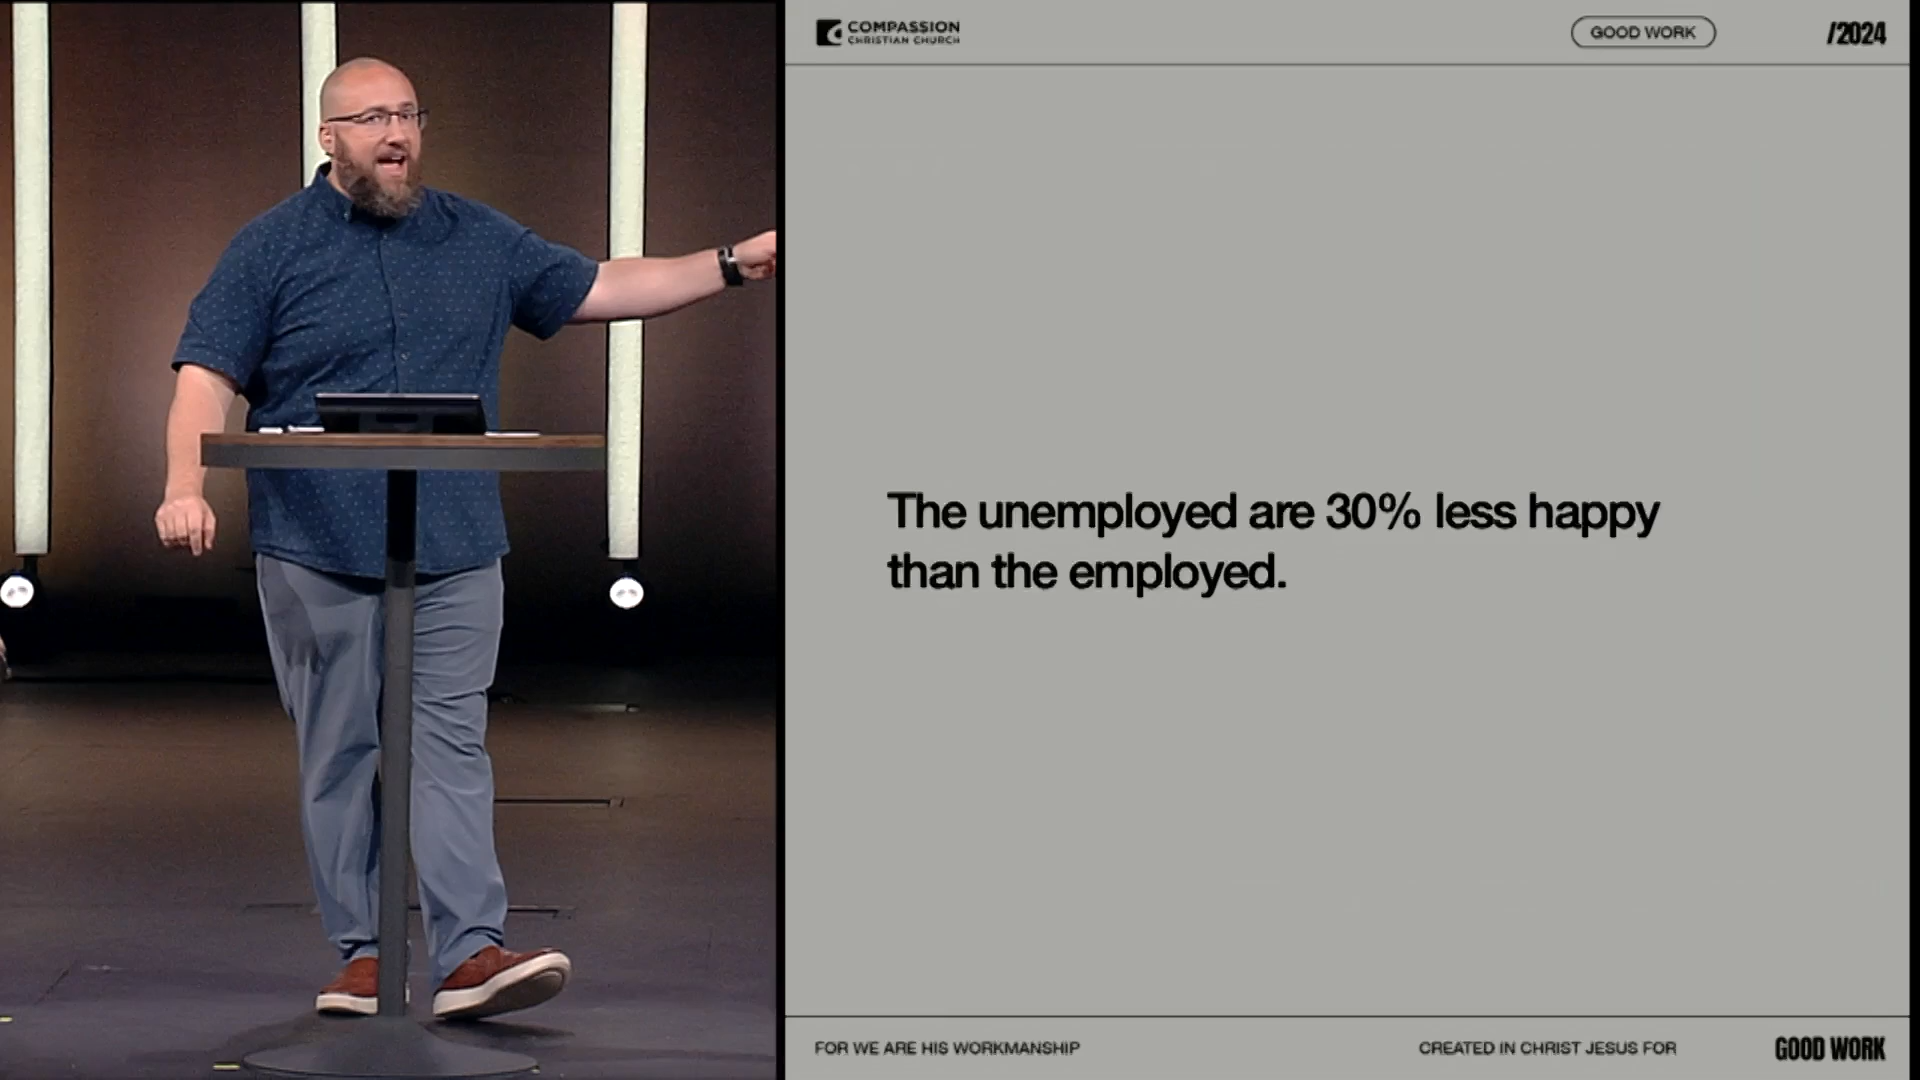 COMPASSION
CHRISTIAN CHURCH
GOOD WORK
/2024
The unemployed are 30% less happy
than the employed.
FOR WE ARE HIS WORKMANSHIP
CREATED IN CHRIST JESUS FOR
GOOD WORK